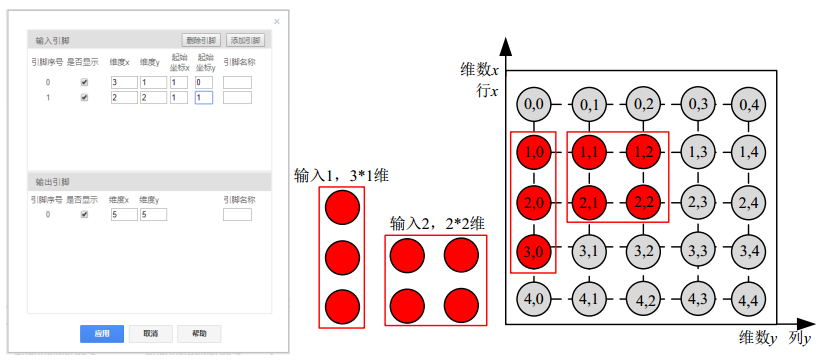 ×
输入引脚 删除引脚 添加引脚
引脚序号 是否显示 维度x 维度y 起始坐标x 起始坐标y 引脚名称
0 3 1 1 0
1 2 2 1 1
输出引脚
引脚序号 是否显示 维度x 维度y 引脚名称
0 5 5
应用 取消 帮助
输入1，3*1维
输入2，2*2维
维数x
行x
0,0 0,1 0,2 0,3 0,4
1,0 1,1 1,2 1,3 1,4
2,0 2,1 2,2 2,3 2,4
3,0 3,1 3,2 3,3 3,4
4,0 4,1 4,2 4,3 4,4
维数y 列y